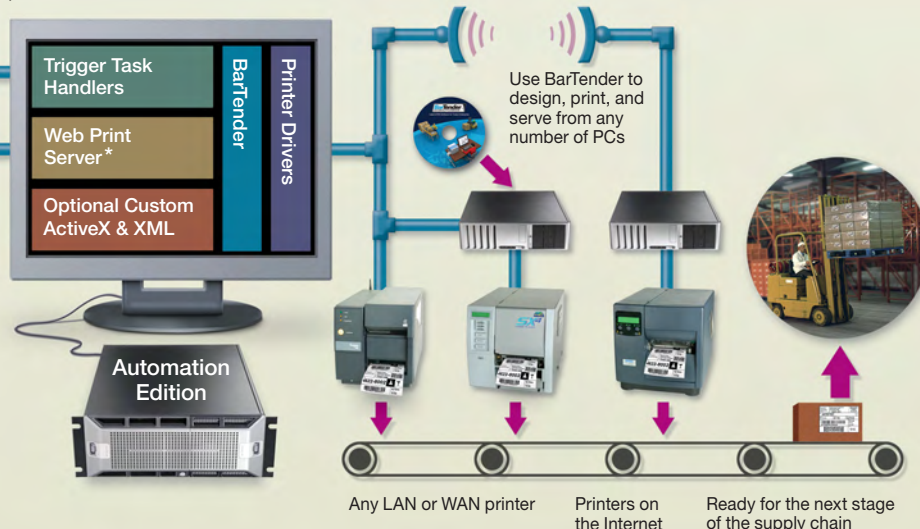 Trigger Task
Handlers
Web Print
Server*
Optional Custom
ActiveX & XML
BarTender
Printer Drivers
Use BarTender to
design, print, and
serve from any
number of PCs
BarTender
Automation
Edition
Any LAN or WAN printer
Printers on
the Internet
Ready for the next stage
of the supply chain